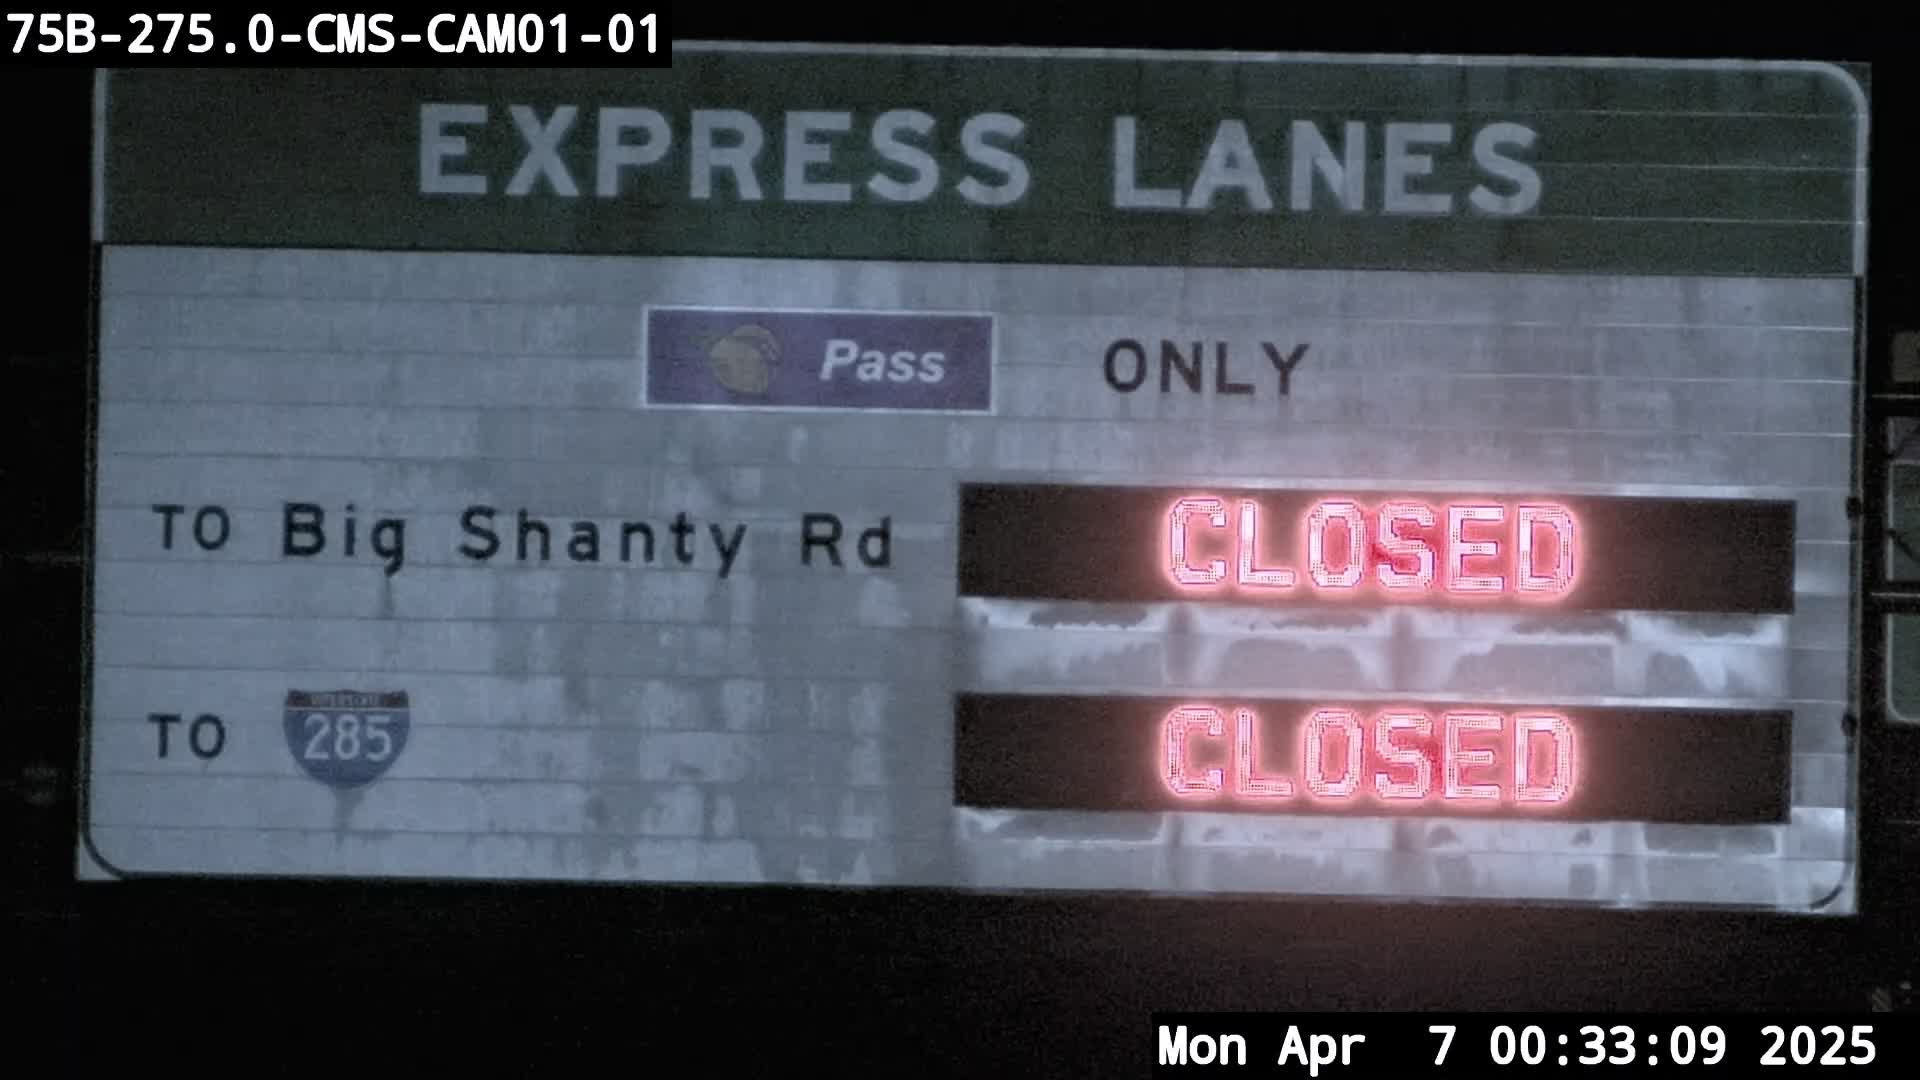 75B-275.0-CMS-CAM01-01
EXPRESS LANES
Pass ONLY
TO Big Shanty Rd CLOSED
TO 285 CLOSED
Mon Apr 7 00:33:09 2025